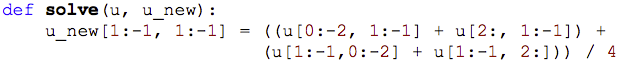 def solve(u, u_new):
    u_new[1:-1, 1:-1] = ((u[0:-2, 1:-1] + u[2:, 1:-1]) +
                         (u[1:-1,0:-2] + u[1:-1, 2:])) / 4